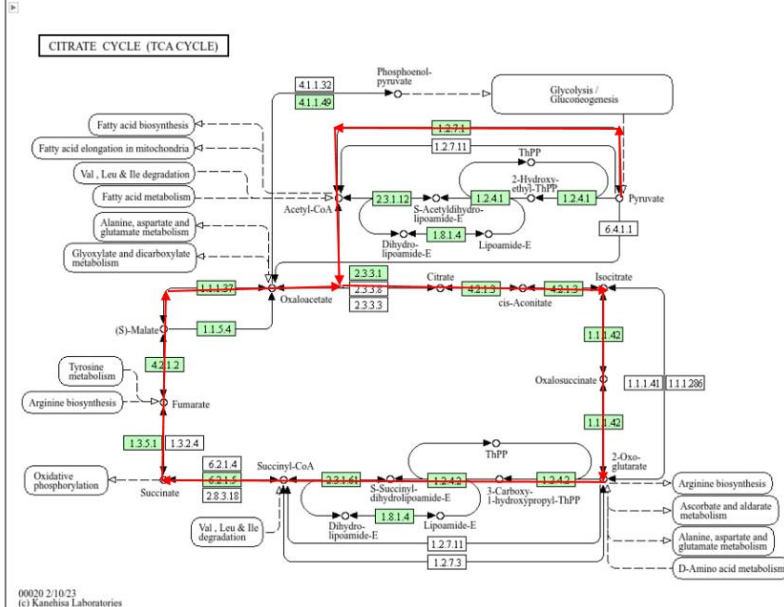 CITRATE CYCLE (TCA CYCLE)
Phosphoenol-
pyruvate
4.1.1.32
4.1.1.49
Glycolysis /
Gluconeogenesis
Fatty acid biosynthesis
Fatty acid elongation in mitochondria
Val , Leu & Ile degradation
Fatty acid metabolism
Alanine, aspartate and
glutamate metabolism
Glyoxylate and dicarboxylate
metabolism
1.2.7.1
1.2.7.11
ThPP
2-Hydroxy-
ethyl-ThPP
Acetyl-CoA
2.3.1.12
S-Acetyldihydro-
lipoamide-E
1.2.4.1
1.2.4.1
Pyruvate
Dihydro-
lipoamide-E
1.8.1.4
Lipoamide-E
6.4.1.1
1.1.1.37
Oxaloacetate
2.3.3.1
2.3.3.8
2.3.3.3
Citrate
4.2.1.3
cis-Aconitate
4.2.1.3
Isocitrate
(S)-Malate
1.1.5.4
1.1.1.42
4.2.1.2
Tyrosine
metabolism
Arginine biosynthesis
Fumarate
Oxalosuccinate
1.1.1.41
1.1.1.286
1.1.1.42
1.3.5.1
1.3.2.4
ThPP
2-Oxo-
glutarate
Oxidative
phosphorylation
Succinate
6.2.1.4
6.2.1.5
2.8.3.18
Succinyl-CoA
2.3.1.61
S-Succinyl-
dihydrolipoamide-E
1.2.4.2
3-Carboxy-
1-hydroxypropyl-ThPP
1.2.4.2
Val , Leu & Ile
degradation
Dihydro-
lipoamide-E
1.8.1.4
Lipoamide-E
1.2.7.11
1.2.7.3
Arginine biosynthesis
Ascorbate and aldarate
metabolism
Alanine, aspartate and
glutamate metabolism
D-Amino acid metabolism
00020 2/10/23
(c) Kanehisa Laboratories